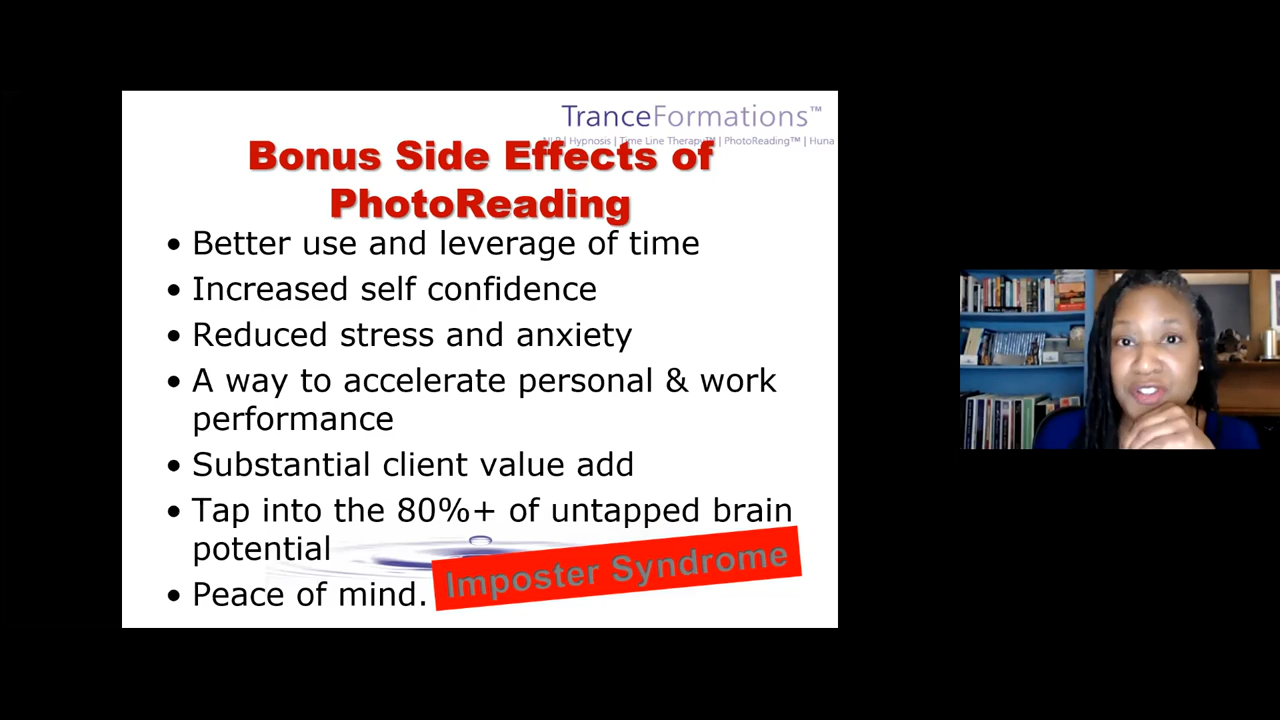 TranceFormations™
NLP | Hypnosis | Time Line Therapy™ | PhotoReading™ | Huna
Bonus Side Effects of
PhotoReading
• Better use and leverage of time
• Increased self confidence
• Reduced stress and anxiety
• A way to accelerate personal & work
performance
• Substantial client value add
• Tap into the 80%+ of untapped brain
potential
• Peace of mind.
Imposter Syndrome